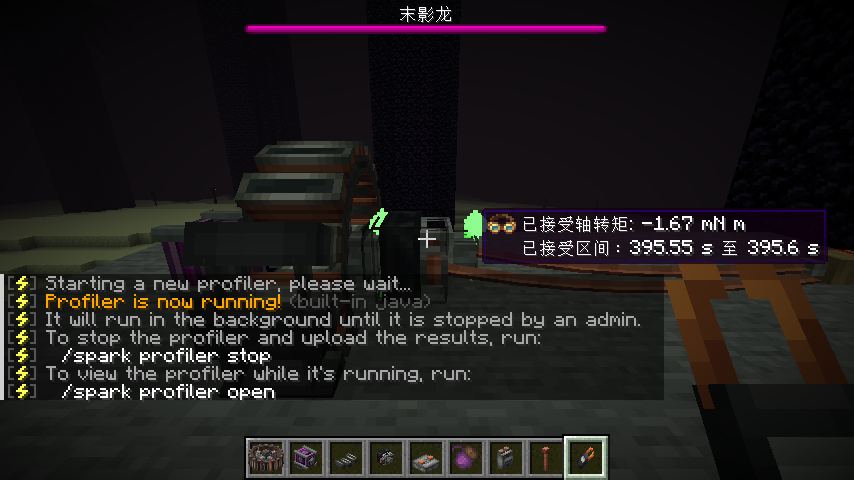 末影龙
已接受轴转矩: -1.67 mN m
已接受区间：395.55 s 至 395.6 s
[⚡] Starting a new profiler, please wait...
[⚡] Profiler is now running! (built-in java)
[⚡] It will run in the background until it is stopped by an admin.
[⚡] To stop the profiler and upload the results, run:
[⚡] /spark profiler stop
[⚡] To view the profiler while it's running, run:
[⚡] /spark profiler open